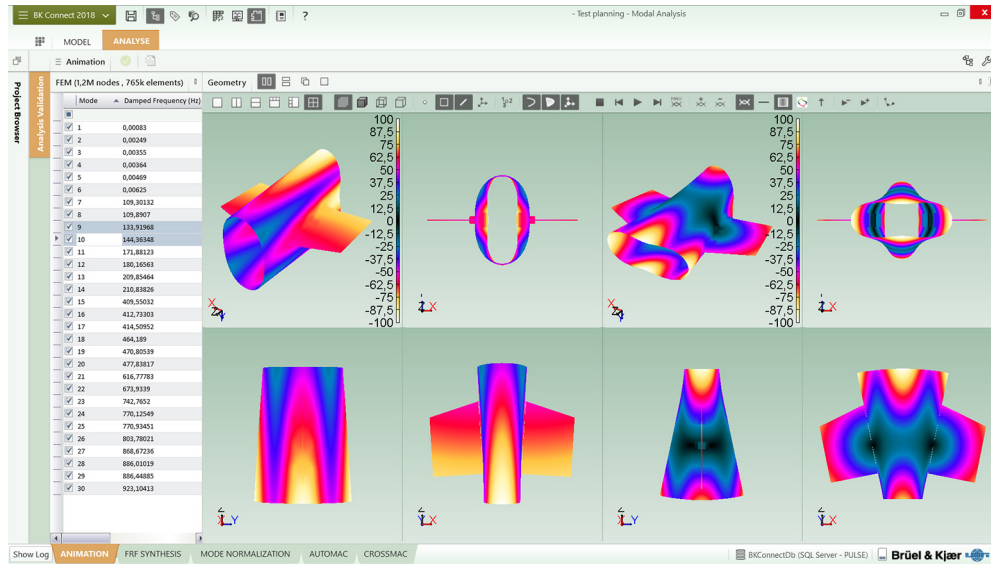 BK Connect 2018
?
- Test planning - Modal Analysis
MODEL
ANALYSE
Animation
Project Browser
Analysis Validation
FEM (1,2M nodes , 765k elements)
Geometry
Mode Damped Frequency (Hz)
1 0,00083
2 0,00249
3 0,00355
4 0,00364
5 0,00469
6 0,00625
7 109,30132
8 109,8907
9 133,91968
10 144,36348
11 171,88123
12 180,16563
13 209,85464
14 210,83826
15 409,55032
16 412,73303
17 414,50952
18 464,189
19 470,80539
20 477,83817
21 616,77783
22 673,9339
23 742,7652
24 770,12549
25 770,93451
26 803,78021
27 868,67236
28 886,01019
29 886,44885
30 923,10413
100
87,5
75
62,5
50
37,5
25
12,5
0
-12,5
-25
-37,5
-50
-62,5
-75
-87,5
-100
X
Z
Y
Z
X
100
87,5
75
62,5
50
37,5
25
12,5
0
-12,5
-25
-37,5
-50
-62,5
-75
-87,5
-100
X
Z
Y
Z
X
Z
X
Y
Z
Y
X
Z
X
Y
Z
Y
X
Show Log
ANIMATION
FRF SYNTHESIS
MODE NORMALIZATION
AUTOMAC
CROSSMAC
BKConnectDb (SQL Server - PULSE)
Brüel & Kjær